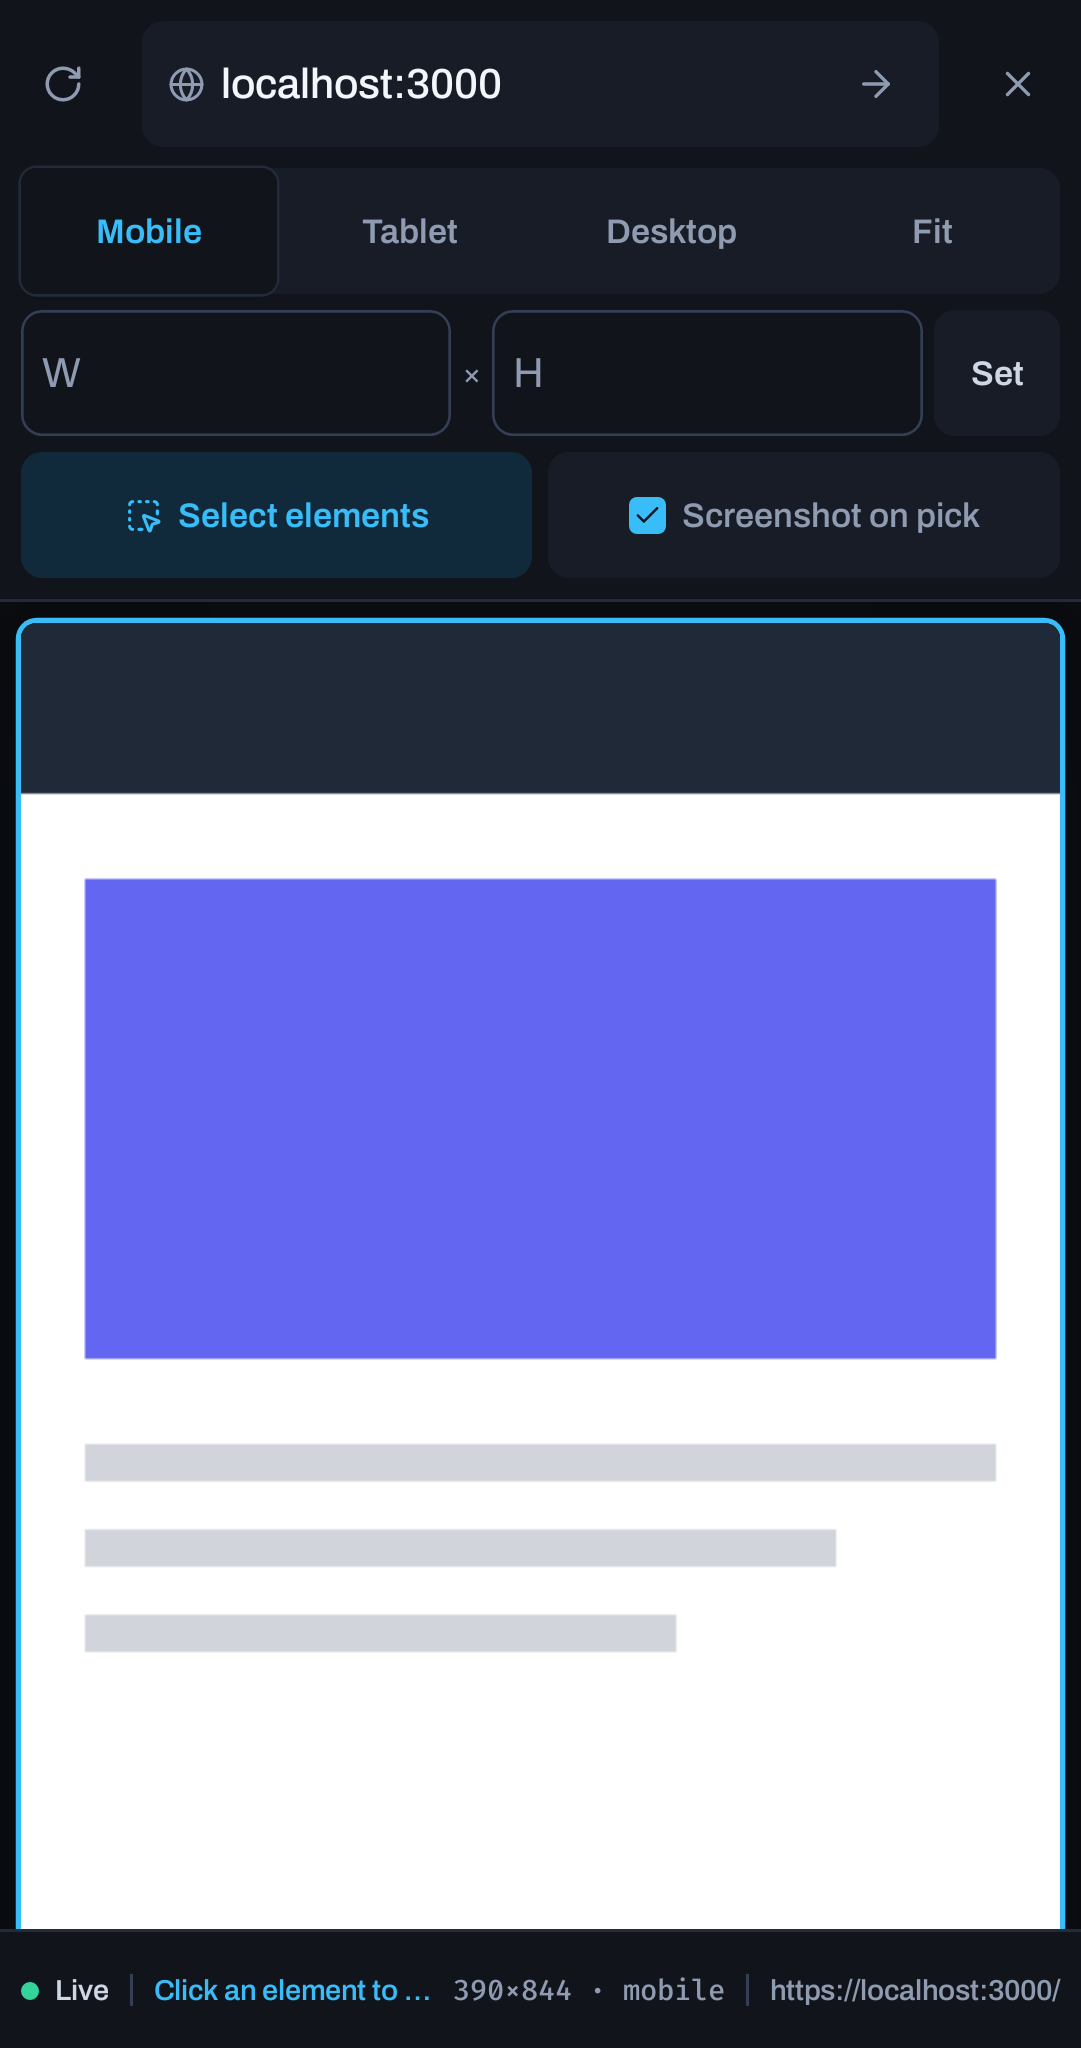 localhost:3000
Mobile Tablet Desktop Fit
W × H Set
Select elements Screenshot on pick
Live Click an element to ... 390×844 · mobile https://localhost:3000/